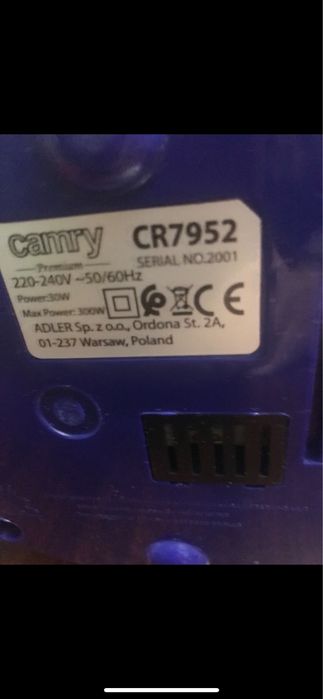 camry
CR7952
Premium
SERIAL NO.2001
220-240V ~50/60Hz
Power:30W
Max Power: 300W
CE
ADLER Sp. z o.o., Ordona St. 2A,
01-237 Warsaw, Poland